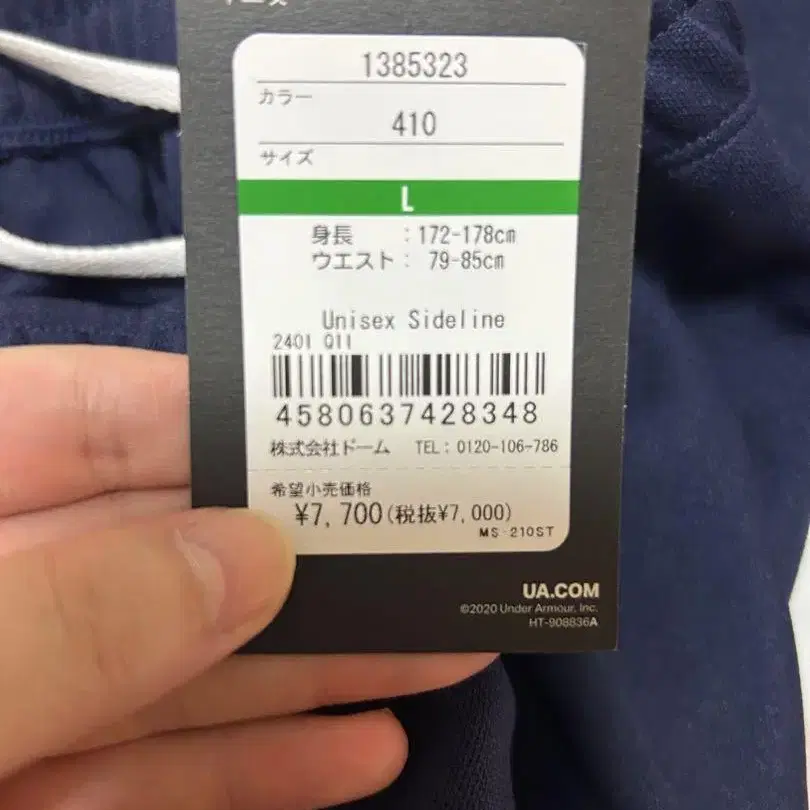 1385323
カラー
410
サイズ
L
身長 : 172-178cm
ウエスト : 79-85cm
Unisex Sideline
2401 Q11
4580637428348
株式会社ドーム TEL : 0120-106-786
希望小売価格
¥7,700(税抜¥7,000)
MS-210ST
UA.COM
©2020 Under Armour, Inc.
HT-908836A